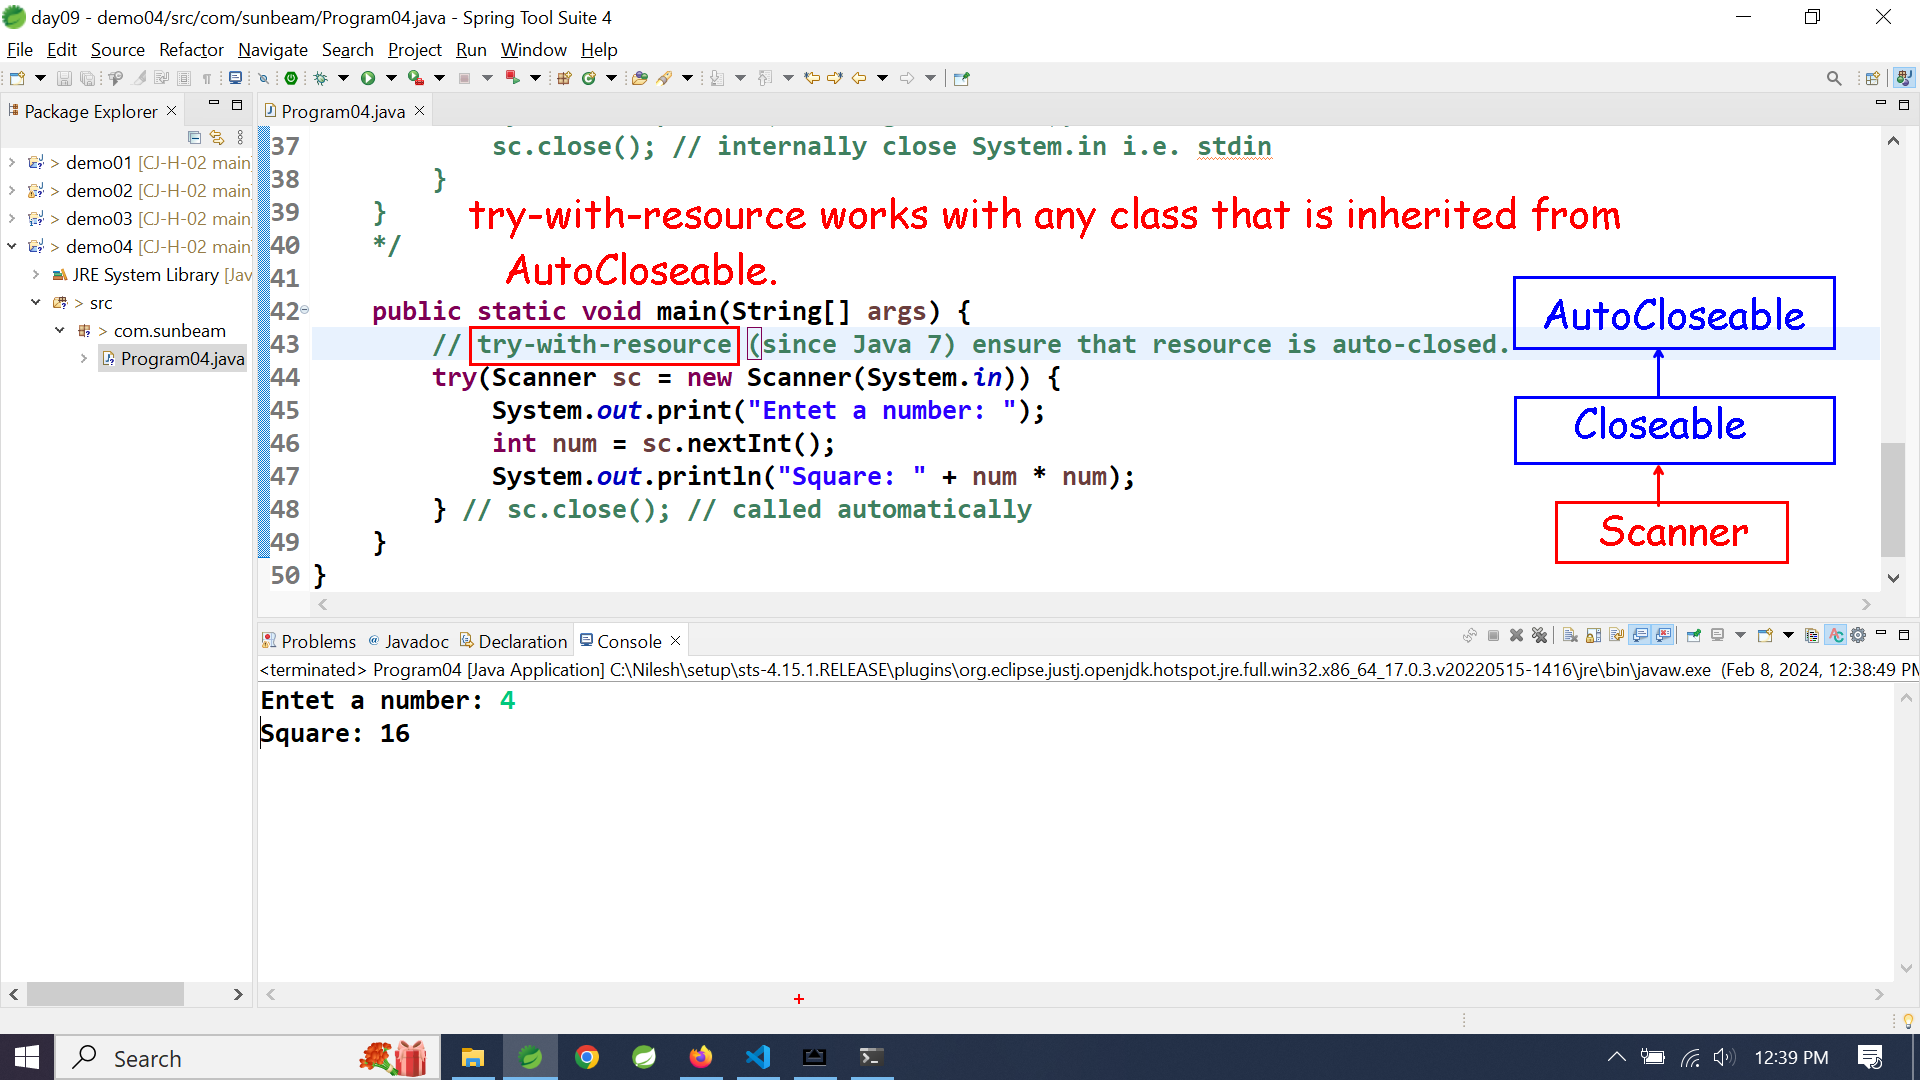 day09 - demo04/src/com/sunbeam/Program04.java - Spring Tool Suite 4
File Edit Source Refactor Navigate Search Project Run Window Help
Package Explorer
Program04.java
demo01 [CJ-H-02 main
demo02 [CJ-H-02 main
demo03 [CJ-H-02 main
> demo04 [CJ-H-02 main
JRE System Library [Jav
> src
> com.sunbeam
Program04.java
37 sc.close(); // internally close System.in i.e. stdin
38 }
39 }
40 */
41
try-with-resource works with any class that is inherited from
AutoCloseable.
42 public static void main(String[] args) {
43 // try-with-resource (since Java 7) ensure that resource is auto-closed.
44 try(Scanner sc = new Scanner(System.in)) {
45 System.out.print("Entet a number: ");
46 int num = sc.nextInt();
47 System.out.println("Square: " + num * num);
48 } // sc.close(); // called automatically
49 }
50 }
AutoCloseable
Closeable
Scanner
Problems @ Javadoc Declaration Console
<terminated> Program04 [Java Application] C:\Nilesh\setup\sts-4.15.1.RELEASE\plugins\org.eclipse.justj.openjdk.hotspot.jre.full.win32.x86_64_17.0.3.v20220515-1416\jre\bin\javaw.exe (Feb 8, 2024, 12:38:49 PM
Entet a number: 4
Square: 16
Search
12:39 PM